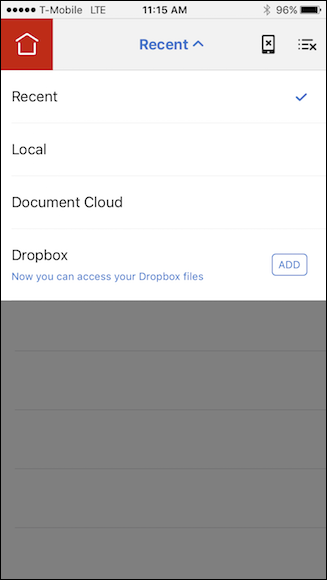 T-Mobile LTE 11:15 AM 96%
Recent
Recent
Local
Document Cloud
Dropbox
Now you can access your Dropbox files
ADD